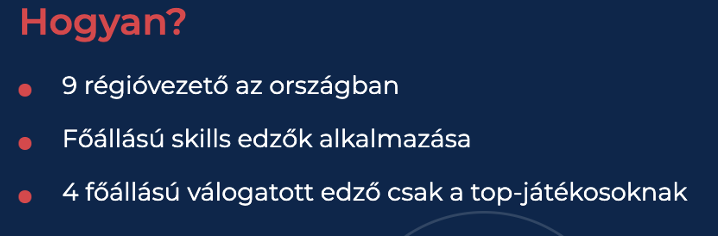 Hogyan?
9 régióvezető az országban
Főállású skills edzők alkalmazása
4 főállású válogatott edző csak a top-játékosoknak